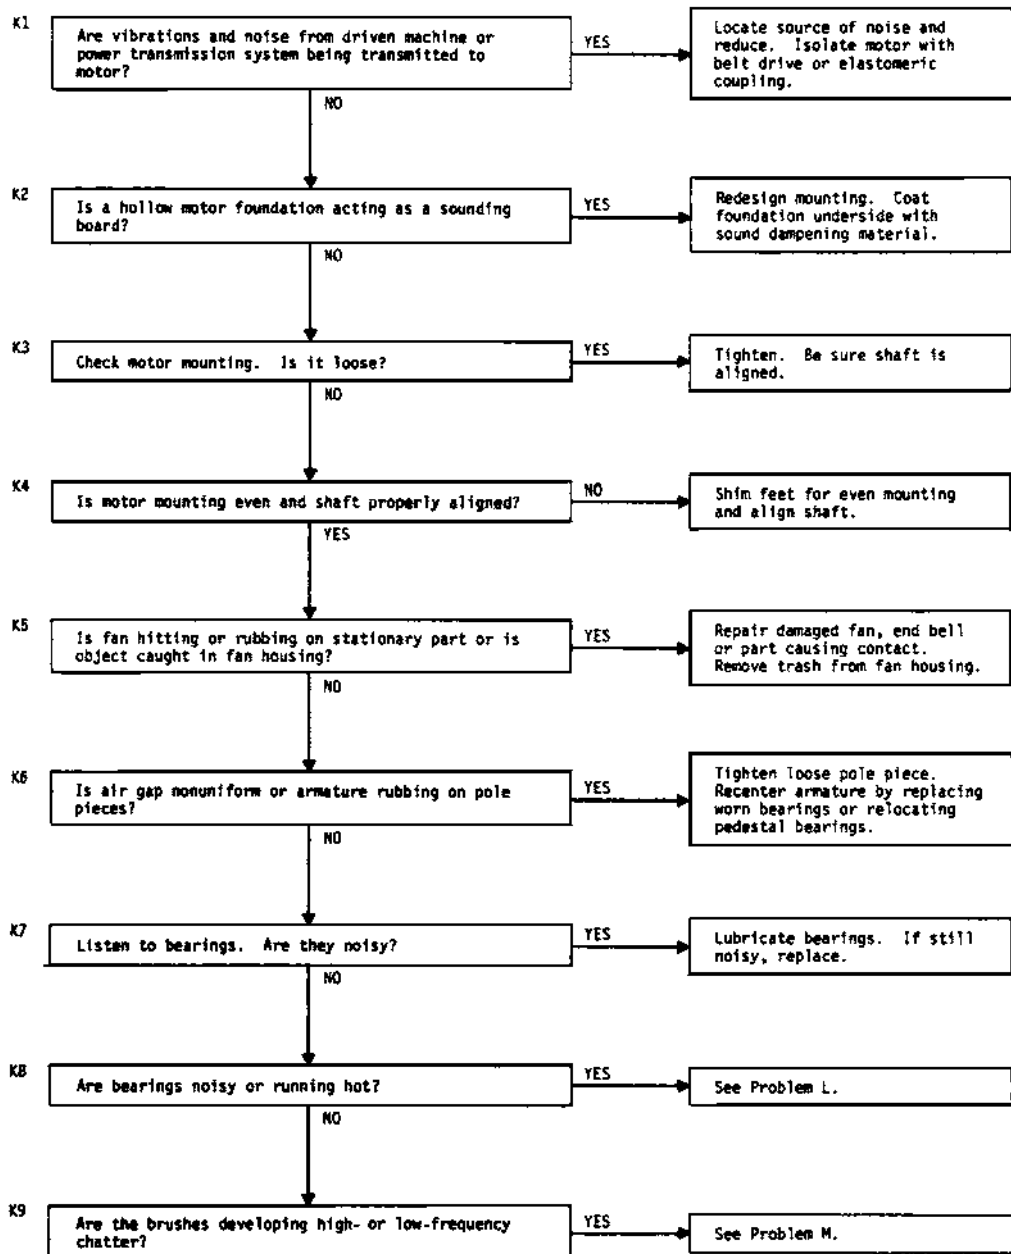 K1
Are vibrations and noise from driven machine or
power transmission system being transmitted to
motor?
YES
Locate source of noise and
reduce. Isolate motor with
belt drive or elastomeric
coupling.
NO
K2
Is a hollow motor foundation acting as a sounding
board?
YES
Redesign mounting. Coat
foundation underside with
sound dampening material.
NO
K3
Check motor mounting. Is it loose?
YES
Tighten. Be sure shaft is
aligned.
NO
K4
Is motor mounting even and shaft properly aligned?
NO
Shim feet for even mounting
and align shaft.
YES
K5
Is fan hitting or rubbing on stationary part or is
object caught in fan housing?
YES
Repair damaged fan, end bell
or part causing contact.
Remove trash from fan housing.
NO
K6
Is air gap nonuniform or armature rubbing on pole
pieces?
YES
Tighten loose pole piece.
Recenter armature by replacing
worn bearings or relocating
pedestal bearings.
NO
K7
Listen to bearings. Are they noisy?
YES
Lubricate bearings. If still
noisy, replace.
NO
K8
Are bearings noisy or running hot?
YES
See Problem L.
NO
K9
Are the brushes developing high- or low-frequency
chatter?
YES
See Problem M.